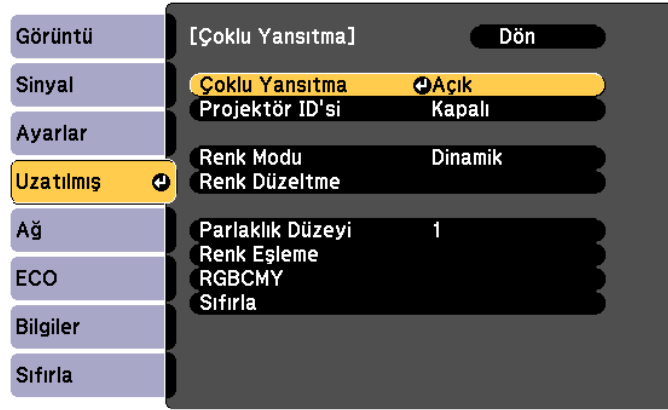 Görüntü
Sinyal
Ayarlar
Uzatılmış
Ağ
ECO
Bilgiler
Sıfırla
[Çoklu Yansıtma] Dön
Çoklu Yansıtma Açık
Projektör ID'si Kapalı
Renk Modu Dinamik
Renk Düzeltme
Parlaklık Düzeyi 1
Renk Eşleme
RGBCMY
Sıfırla